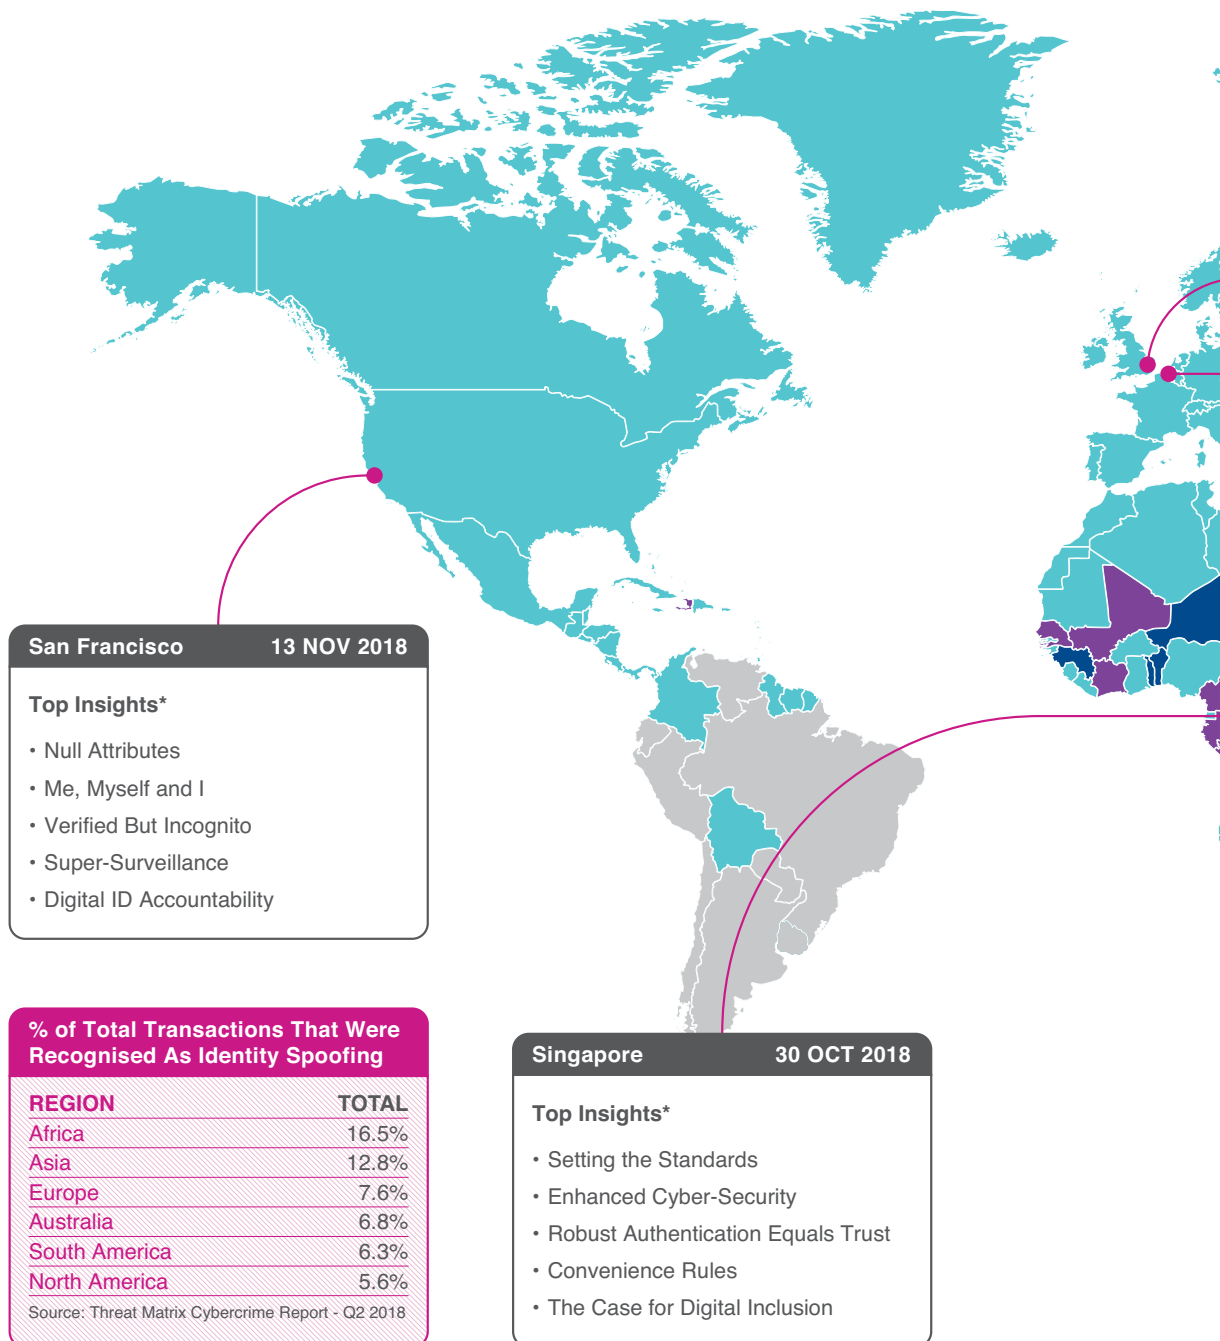 San Francisco 13 NOV 2018
Top Insights*
• Null Attributes
• Me, Myself and I
• Verified But Incognito
• Super-Surveillance
• Digital ID Accountability
% of Total Transactions That Were
Recognised As Identity Spoofing
REGION TOTAL
Africa 16.5%
Asia 12.8%
Europe 7.6%
Australia 6.8%
South America 6.3%
North America 5.6%
Source: Threat Matrix Cybercrime Report - Q2 2018
Singapore 30 OCT 2018
Top Insights*
• Setting the Standards
• Enhanced Cyber-Security
• Robust Authentication Equals Trust
• Convenience Rules
• The Case for Digital Inclusion